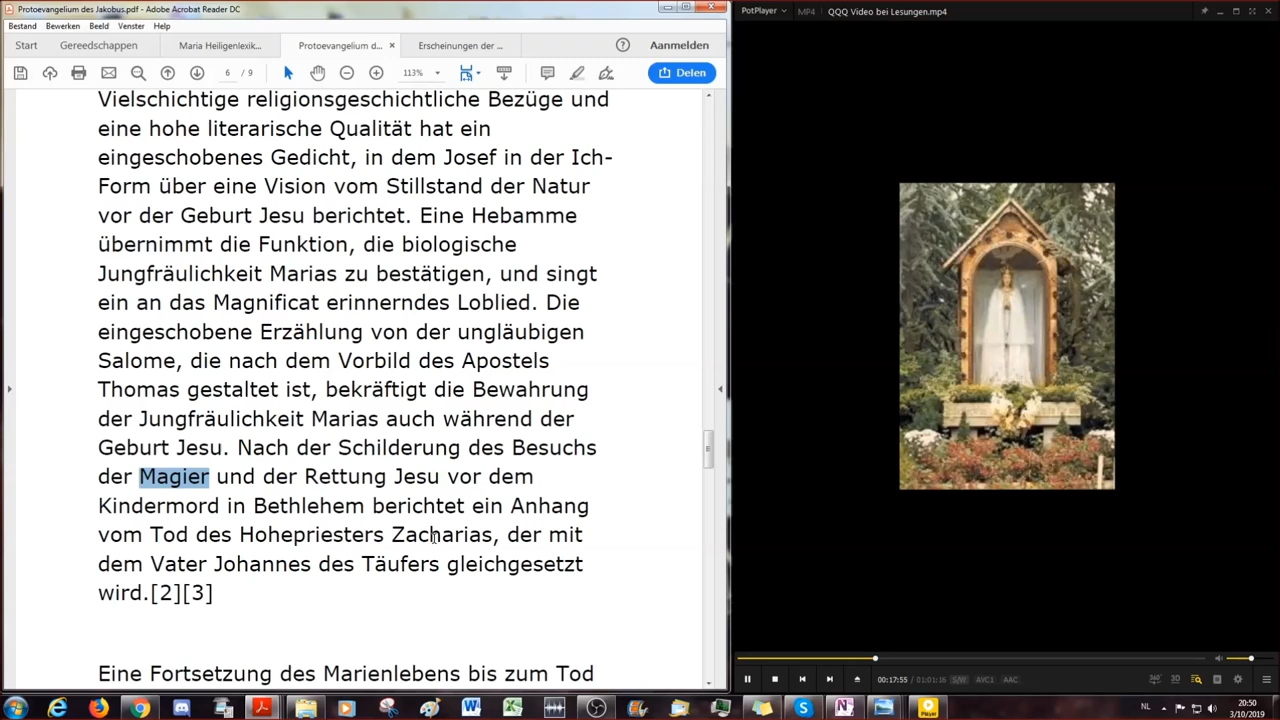 Protoevangelium des Jakobus.pdf - Adobe Acrobat Reader DC
Bestand Bewerken Beeld Venster Help
Start Gereedschappen Maria Heiligenlexik... Protoevangelium d... × Erscheinungen der ... ? Aanmelden
6 / 9 113% Delen
Vielschichtige religionsgeschichtliche Bezüge und
eine hohe literarische Qualität hat ein
eingeschobenes Gedicht, in dem Josef in der Ich-
Form über eine Vision vom Stillstand der Natur
vor der Geburt Jesu berichtet. Eine Hebamme
übernimmt die Funktion, die biologische
Jungfräulichkeit Marias zu bestätigen, und singt
ein an das Magnificat erinnerndes Loblied. Die
eingeschobene Erzählung von der ungläubigen
Salome, die nach dem Vorbild des Apostels
Thomas gestaltet ist, bekräftigt die Bewahrung
der Jungfräulichkeit Marias auch während der
Geburt Jesu. Nach der Schilderung des Besuchs
der Magier und der Rettung Jesu vor dem
Kindermord in Bethlehem berichtet ein Anhang
vom Tod des Hohepriesters Zacharias, der mit
dem Vater Johannes des Täufers gleichgesetzt
wird.[2][3]
Eine Fortsetzung des Marienlebens bis zum Tod
PotPlayer MP4 QQQ Video bei Lesungen.mp4
00:17:55 / 01:01:36 S/W AVC1 AAC
360° 3D
NL 20:50
3/10/2019
Player